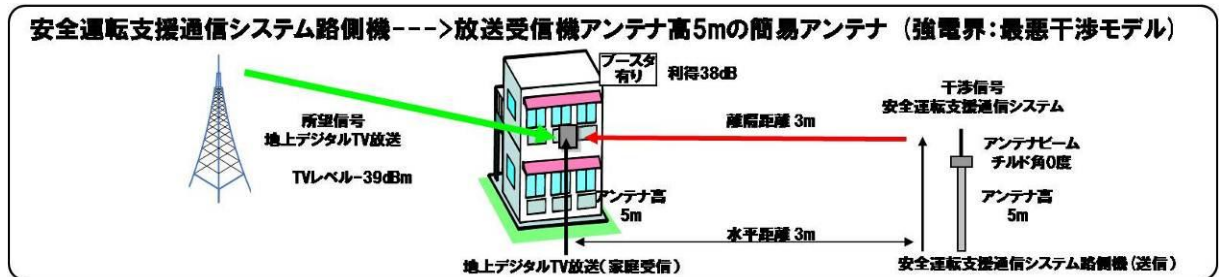 安全運転支援通信システム路側機--->放送受信機アンテナ高5mの簡易アンテナ（強電界：最悪干渉モデル）
ブースタ
有り
利得38dB
干渉信号
安全運転支援通信システム
所望信号
地上デジタルTV放送
離隔距離 3m
アンテナビーム
チルド角0度
TVレベル-39dBm
アンテナ高
5m
アンテナ高
5m
水平距離 3m
地上デジタルTV放送（家庭受信）
安全運転支援通信システム路側機（送信）